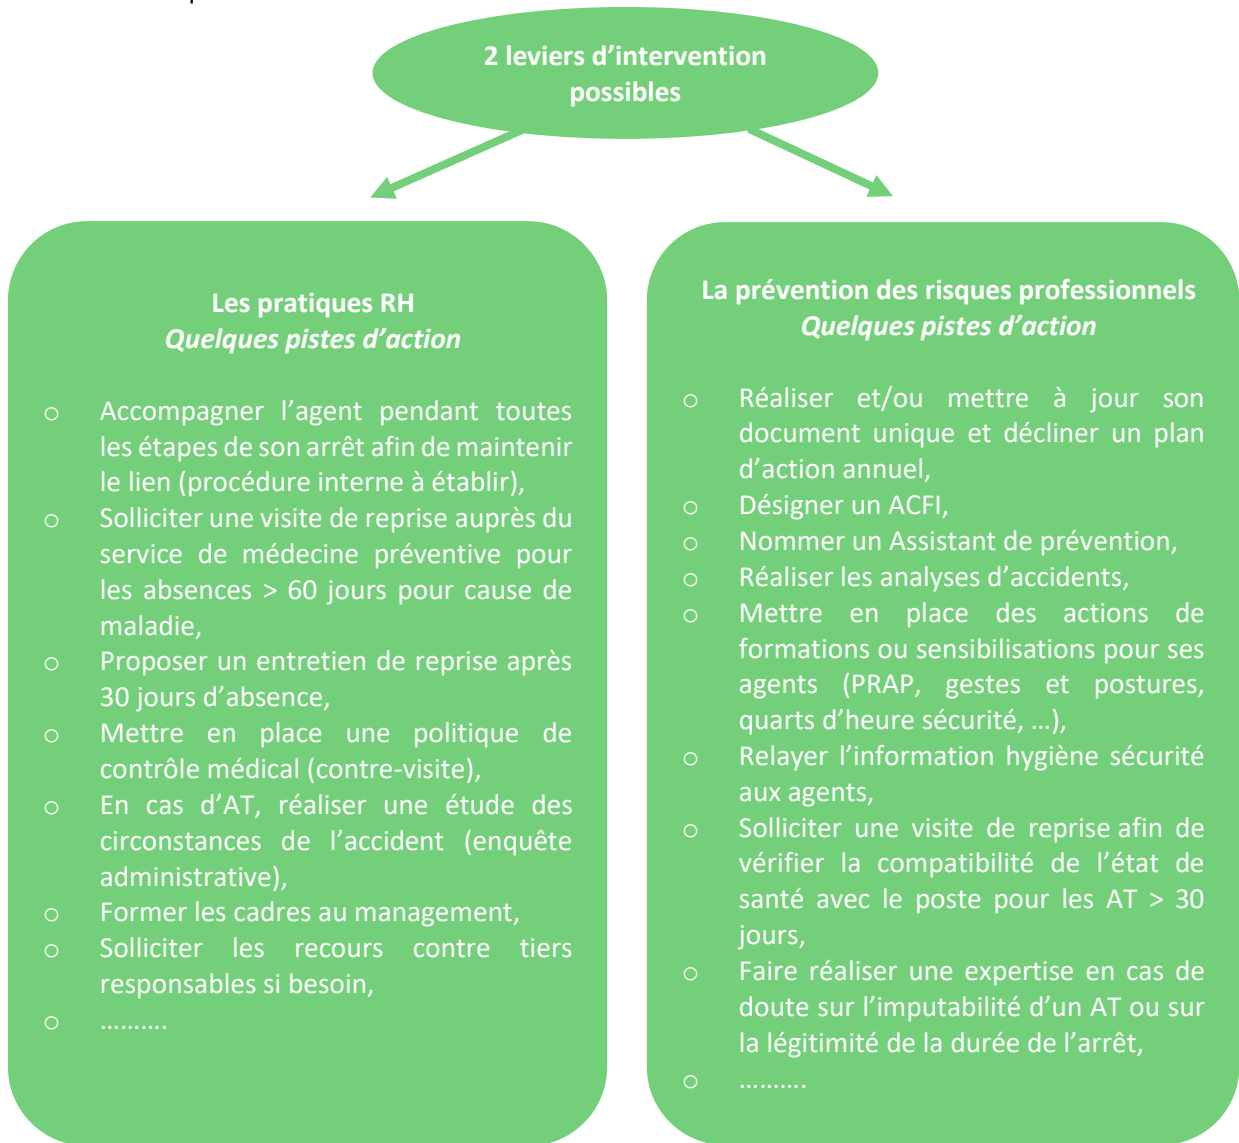 2 leviers d’intervention
possibles
Les pratiques RH
Quelques pistes d’action
o Accompagner l’agent pendant toutes
les étapes de son arrêt afin de maintenir
le lien (procédure interne à établir),
o Solliciter une visite de reprise auprès du
service de médecine préventive pour
les absences > 60 jours pour cause de
maladie,
o Proposer un entretien de reprise après
30 jours d’absence,
o Mettre en place une politique de
contrôle médical (contre-visite),
o En cas d’AT, réaliser une étude des
circonstances de l’accident (enquête
administrative),
o Former les cadres au management,
o Solliciter les recours contre tiers
responsables si besoin,
o ……….
La prévention des risques professionnels
Quelques pistes d’action
o Réaliser et/ou mettre à jour son
document unique et décliner un plan
d’action annuel,
o Désigner un ACFI,
o Nommer un Assistant de prévention,
o Réaliser les analyses d’accidents,
o Mettre en place des actions de
formations ou sensibilisations pour ses
agents (PRAP, gestes et postures,
quarts d’heure sécurité, …),
o Relayer l’information hygiène sécurité
aux agents,
o Solliciter une visite de reprise afin de
vérifier la compatibilité de l’état de
santé avec le poste pour les AT > 30
jours,
o Faire réaliser une expertise en cas de
doute sur l’imputabilité d’un AT ou sur
la légitimité de la durée de l’arrêt,
o ……….